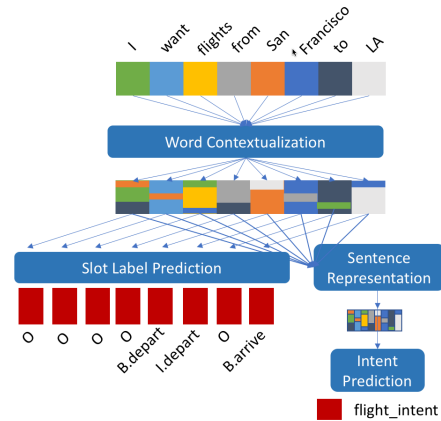 I want flights from San Francisco to LA
Word Contextualization
Slot Label Prediction
Sentence
Representation
O O O O B.depart I.depart O B.arrive
Intent
Prediction
flight_intent